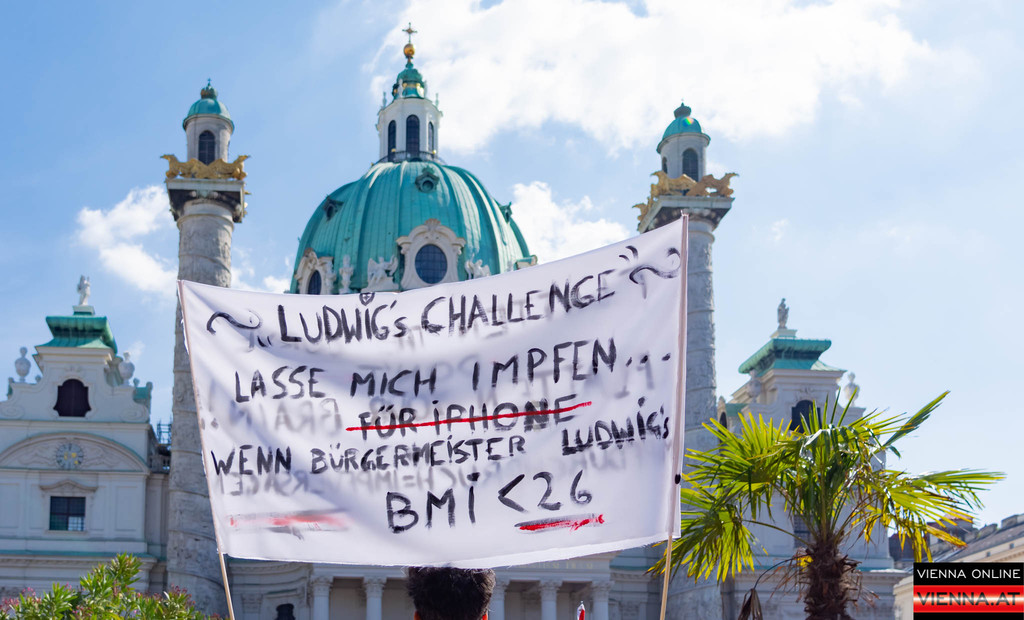 „LUDWIG's CHALLENGE”
LASSE MICH IMPFEN...
FÜR iPHONE
WENN BÜRGERMEISTER LUDWIG's
BMI < 26
VIENNA ONLINE
VIENNA.AT